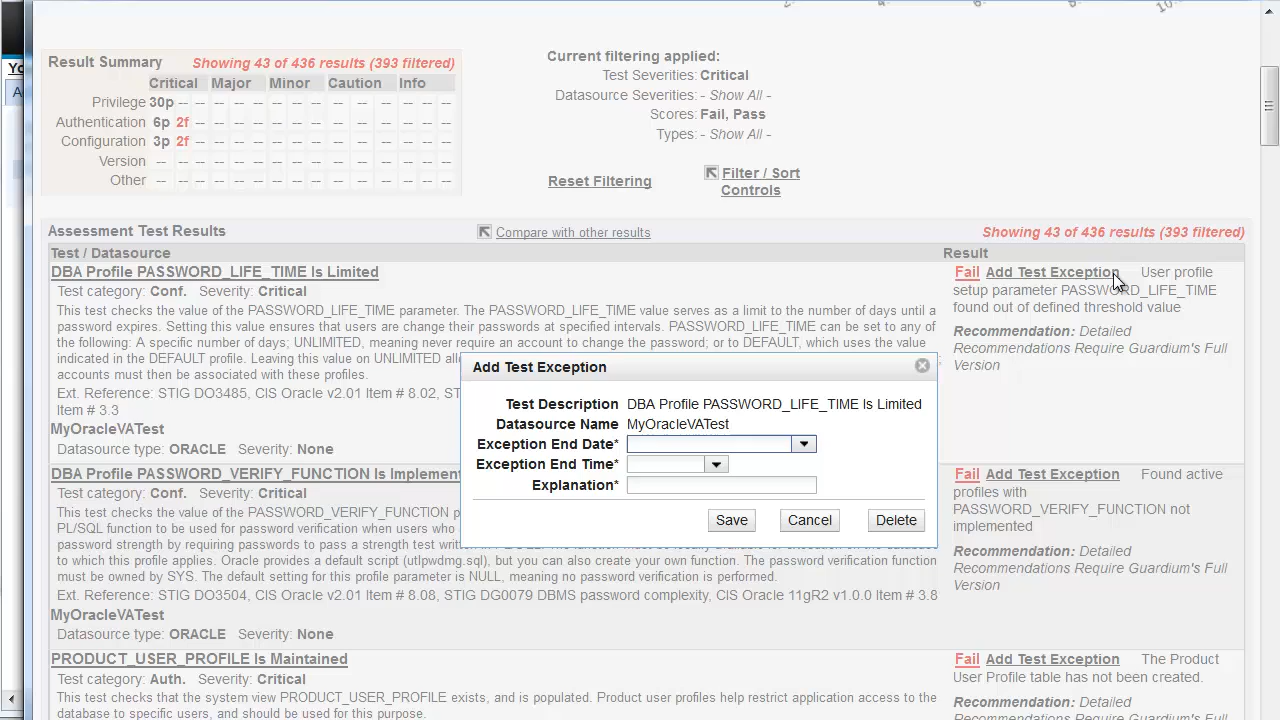 Yo
A
Result Summary
Showing 43 of 436 results (393 filtered)
Critical Major Minor Caution Info
Privilege 30p -- -- -- -- -- -- -- -- -- -- -- -- -- --
Authentication 6p 2f -- -- -- -- -- -- -- -- -- -- -- -- --
Configuration 3p 2f -- -- -- -- -- -- -- -- -- -- -- -- --
Version -- -- -- -- -- -- -- -- -- -- -- -- -- -- --
Other -- -- -- -- -- -- -- -- -- -- -- -- -- -- --
Current filtering applied:
Test Severities: Critical
Datasource Severities: - Show All -
Scores: Fail, Pass
Types: - Show All -
Reset Filtering
Filter / Sort
Controls
Assessment Test Results
Compare with other results
Showing 43 of 436 results (393 filtered)
Test / Datasource
Result
DBA Profile PASSWORD_LIFE_TIME Is Limited
Test category: Conf. Severity: Critical
This test checks the value of the PASSWORD_LIFE_TIME parameter. The PASSWORD_LIFE_TIME value serves as a limit to the number of days until a
password expires. Setting this value ensures that users are change their passwords at specified intervals. PASSWORD_LIFE_TIME can be set to any
of the following: A specific number of days; UNLIMITED, meaning never require an account to change the password; or to DEFAULT, which uses the value
indicated in the DEFAULT profile. Leaving this value on UNLIMITED
accounts must then be assigned with these profiles.
Ext. Reference: STIG DO3485, CIS Oracle v2.01 Item # 8.02,
Item # 3.3
MyOracleVATest
Datasource type: ORACLE Severity: None
Fail Add Test Exception User profile
setup parameter PASSWORD_LIFE_TIME
found out of defined threshold value
Recommendation: Detailed
Recommendations Require Guardium's Full
Version
Add Test Exception
Test Description DBA Profile PASSWORD_LIFE_TIME Is Limited
Datasource Name MyOracleVATest
Exception End Date*
Exception End Time*
Explanation*
Save Cancel Delete
DBA Profile PASSWORD_VERIFY_FUNCTION Is Implement
Test category: Conf. Severity: Critical
This test checks the value of the PASSWORD_VERIFY_FUNCTION
PL/SQL function to be used for password verification when users who
password strength by requiring passwords to pass a strength test
to which this profile applies. Oracle provides a default script (utlpwdmg.sql), but you can also create your own function. The password verification function
must be owned by SYS. The default setting for this profile parameter is NULL, meaning no password verification is performed.
Ext. Reference: STIG DO3504, CIS Oracle v2.01 Item # 8.08, STIG DG0079 DBMS password complexity, CIS Oracle 11gR2 v1.0.0 Item # 3.8
MyOracleVATest
Datasource type: ORACLE Severity: None
Fail Add Test Exception Found active
profiles with
PASSWORD_VERIFY_FUNCTION not
implemented
Recommendation: Detailed
Recommendations Require Guardium's Full
Version
PRODUCT_USER_PROFILE Is Maintained
Test category: Auth. Severity: Critical
This test checks that the system view PRODUCT_USER_PROFILE exists, and is populated. Product user profiles help restrict application access to the
database to specific users, and should be used for this purpose.
Fail Add Test Exception The Product
User Profile table has not been created.
Recommendation: Detailed
Recommendations Require Guardium's Full